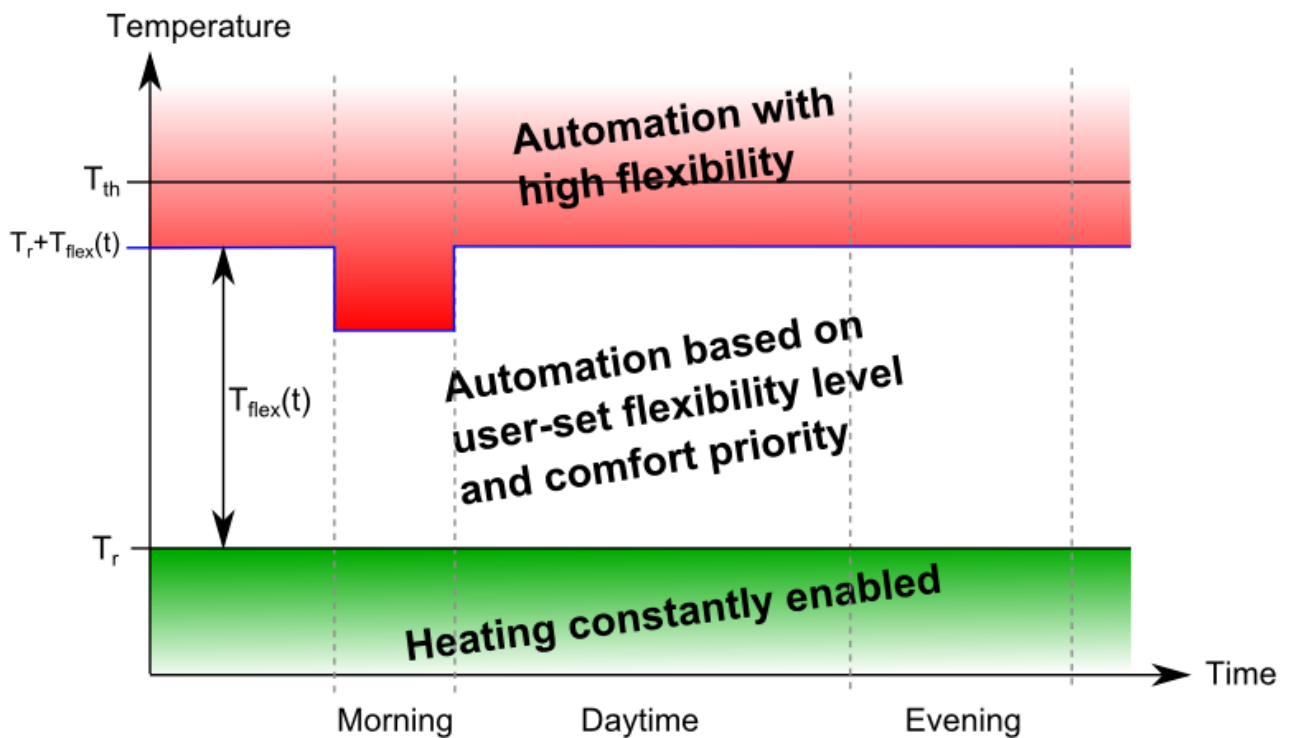 Temperature
Automation with
high flexibility
Tth
Tr+Tflex(t)
Automation based on
user-set flexibility level
and comfort priority
Tflex(t)
Tr
Heating constantly enabled
Time
Morning Daytime Evening